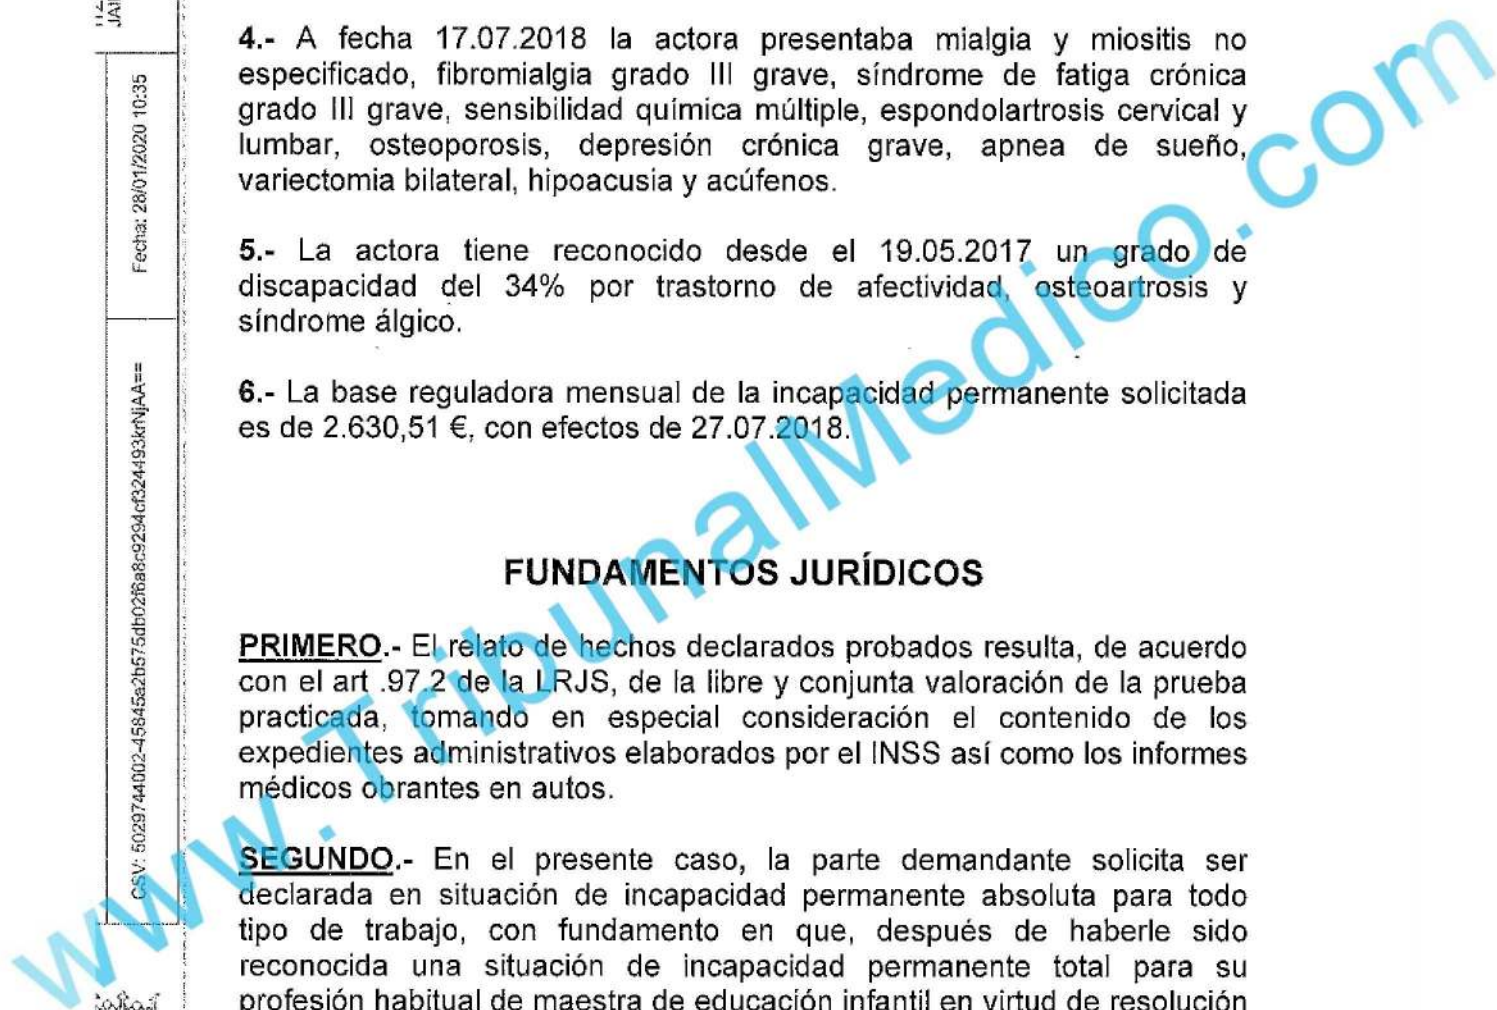 4.- A fecha 17.07.2018 la actora presentaba mialgia y miositis no
especificado, fibromialgia grado III grave, síndrome de fatiga crónica
grado III grave, sensibilidad química múltiple, espondolartrosis cervical y
lumbar, osteoporosis, depresión crónica grave, apnea de sueño,
variectomia bilateral, hipoacusia y acúfenos.
5.- La actora tiene reconocido desde el 19.05.2017 un grado de
discapacidad del 34% por trastorno de afectividad, osteoartrosis y
síndrome álgico.
6.- La base reguladora mensual de la incapacidad permanente solicitada
es de 2.630,51 €, con efectos de 27.07.2018.
FUNDAMENTOS JURÍDICOS
PRIMERO.- El relato de hechos declarados probados resulta, de acuerdo
con el art .97.2 de la LRJS, de la libre y conjunta valoración de la prueba
practicada, tomando en especial consideración el contenido de los
expedientes administrativos elaborados por el INSS así como los informes
médicos obrantes en autos.
SEGUNDO.- En el presente caso, la parte demandante solicita ser
declarada en situación de incapacidad permanente absoluta para todo
tipo de trabajo, con fundamento en que, después de haberle sido
reconocida una situación de incapacidad permanente total para su
profesión habitual de maestra de educación infantil en virtud de resolución
Fecha: 28/01/2020 10:35
CSV: 5029744002-45845a2b575db02f6a8c9294cf324493krNjAA==
www.TribunalMedico.com